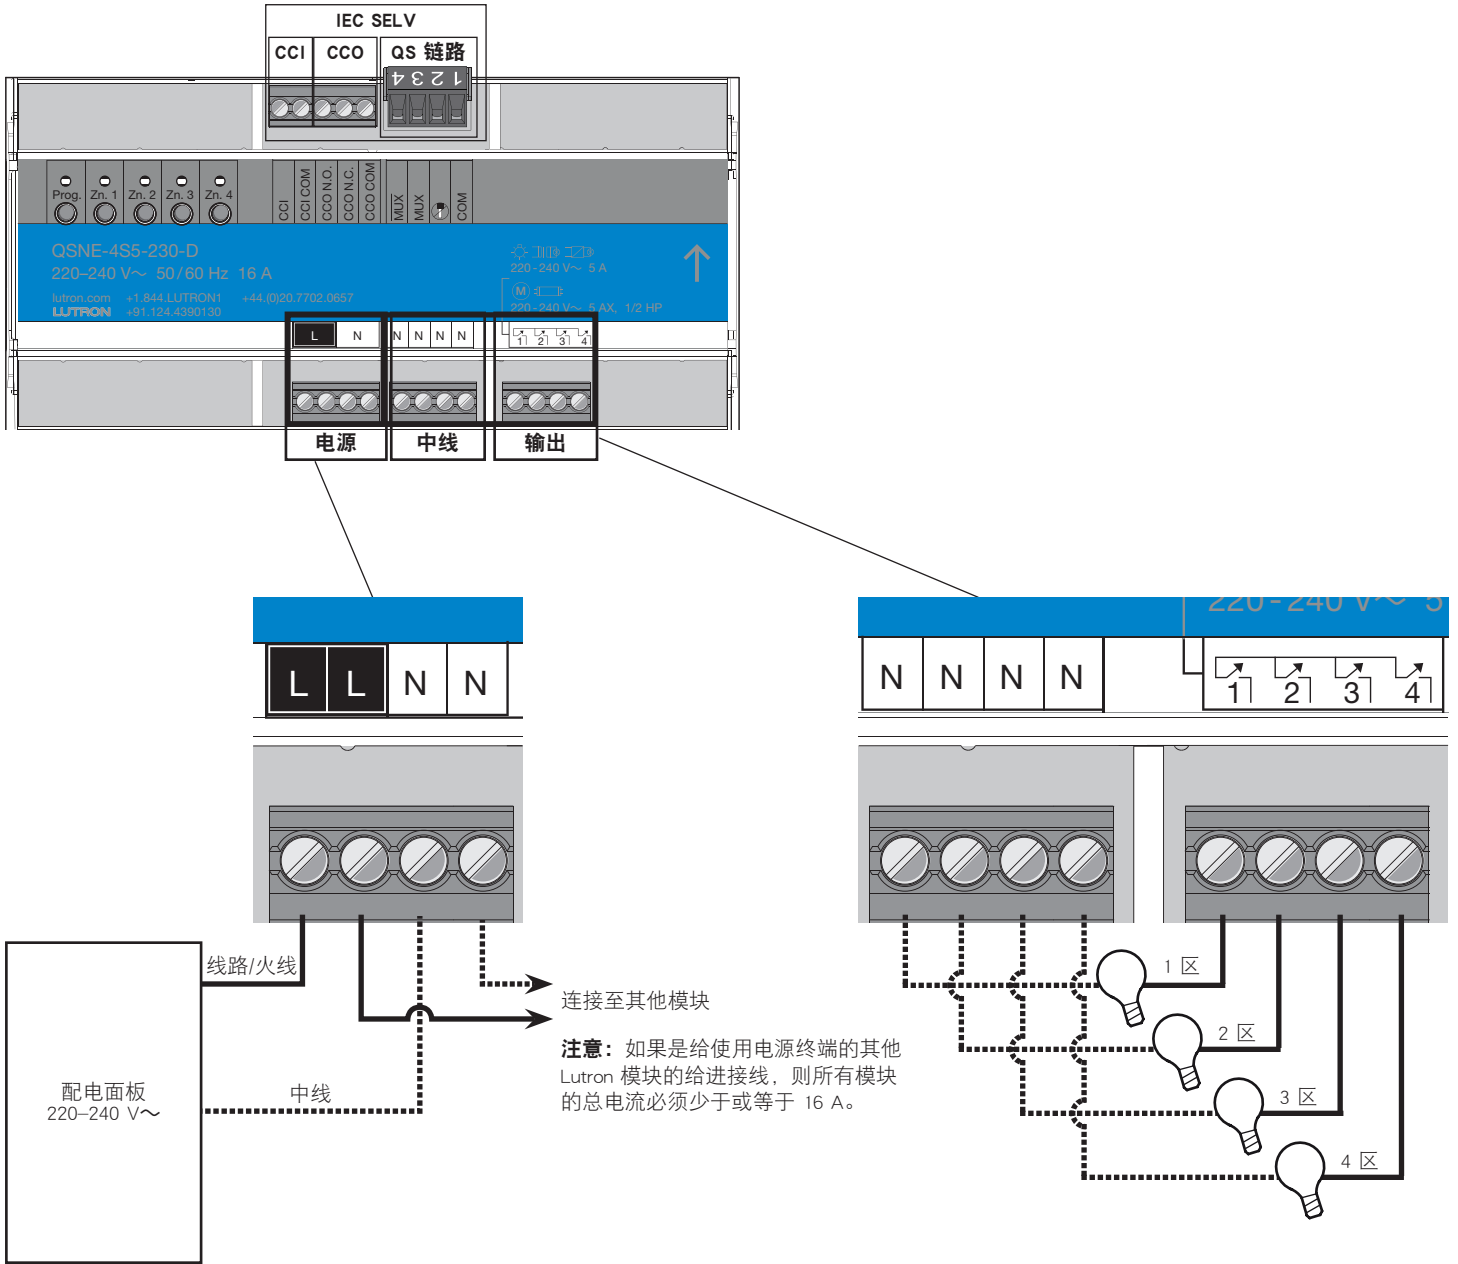 IEC SELV
CCI CCO QS 链路
1 2 3 4
Prog. Zn. 1 Zn. 2 Zn. 3 Zn. 4
CCI
CCI COM
CCO N.O.
CCO N.C.
CCO COM
MUX
MUX
COM
QSNE-4S5-230-D
220–240 V～ 50/60 Hz 16 A
lutron.com +1.844.LUTRON1 +44.(0)20.7702.0657
LUTRON +91.124.4390130
220-240 V～ 5 A
M
220-240 V～ 5 AX, 1/2 HP
L N N N N N 1 2 3 4
电源 中线 输出
220-240 V～ 5
L L N N
N N N N 1 2 3 4
线路/火线
连接至其他模块
注意：如果是给使用电源终端的其他
Lutron 模块的给进接线，则所有模块
的总电流必须少于或等于 16 A。
配电面板
220–240 V～
中线
1 区
2 区
3 区
4 区